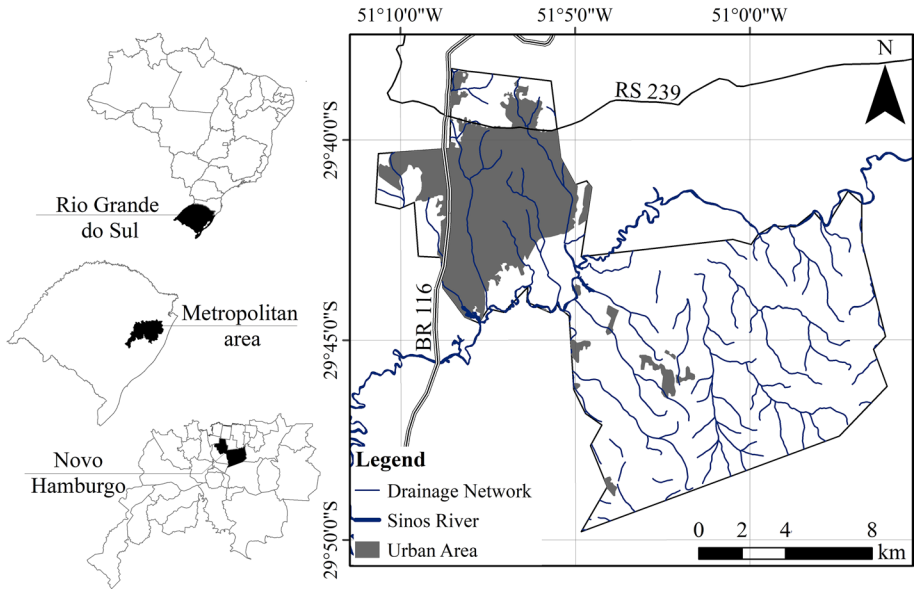 51°10'0"W
51°5'0"W
51°0'0"W
N
RS 239
29°40'0"S
Rio Grande
do Sul
Metropolitan
area
BR 116
29°45'0"S
Novo
Hamburgo
Legend
Drainage Network
Sinos River
Urban Area
29°50'0"S
0 2 4 8
km